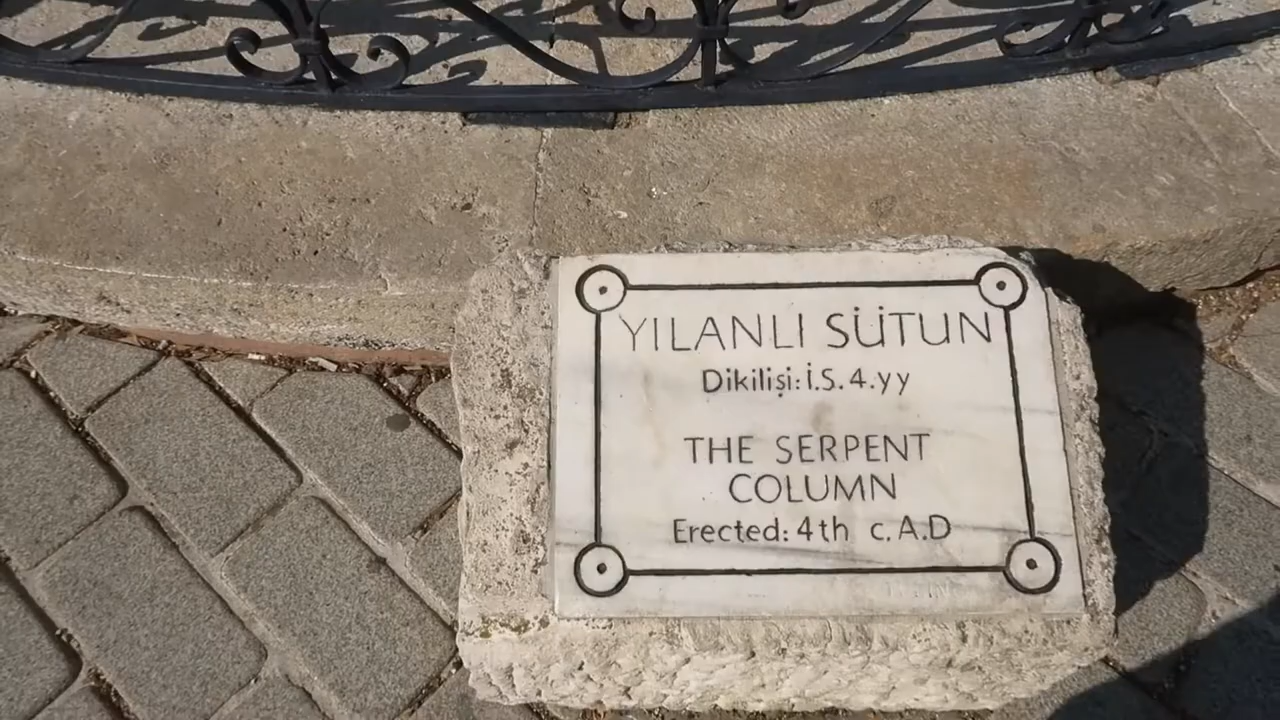 YILANLI SÜTUN
Dikilişi: İ.S. 4.yy
THE SERPENT
COLUMN
Erected: 4th c. A.D